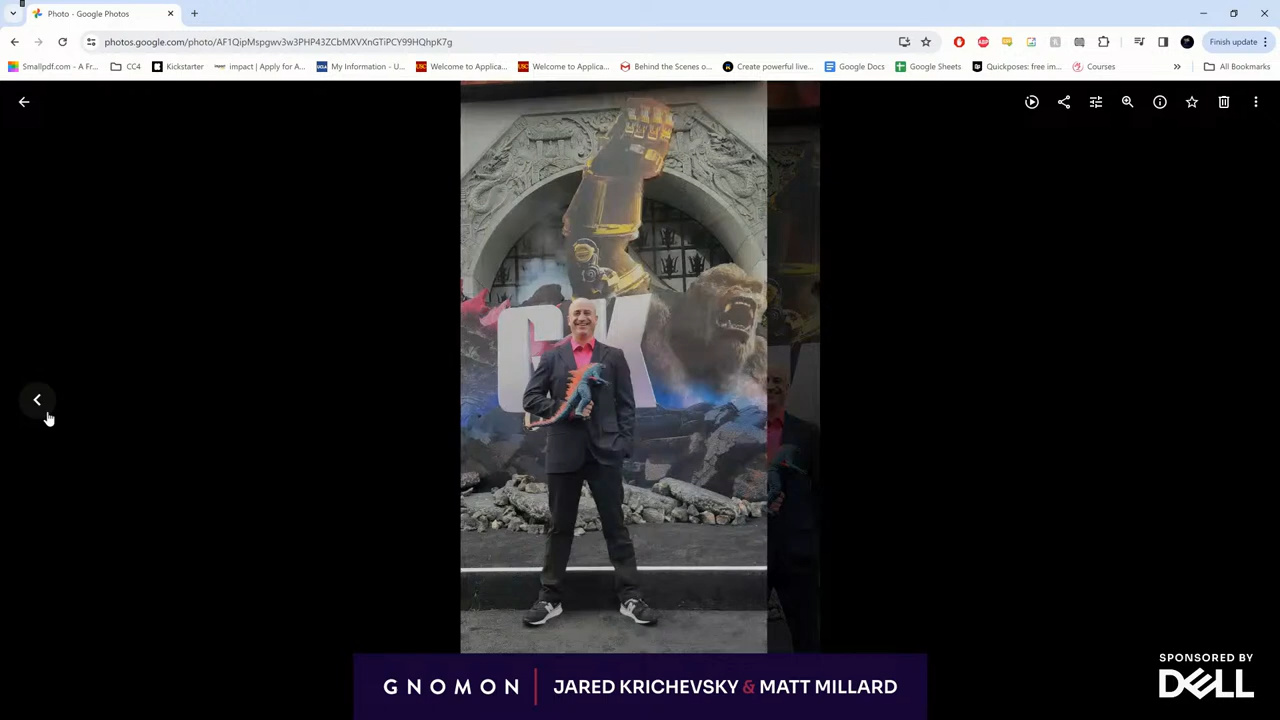 Photo - Google Photos
photos.google.com/photo/AF1QipMspgwv3w3PHP43ZCbMXVXnGTiPCY99HQhpK7g
Finish update
Smallpdf.com - A Fr...
CC4
Kickstarter
impact | Apply for A...
My Information - U...
Welcome to Applica...
Welcome to Applica...
Behind the Scenes o...
Create powerful live...
Google Docs
Google Sheets
Quickposes: free im...
Courses
All Bookmarks
GNOMON
JARED KRICHEVSKY & MATT MILLARD
SPONSORED BY
DELL